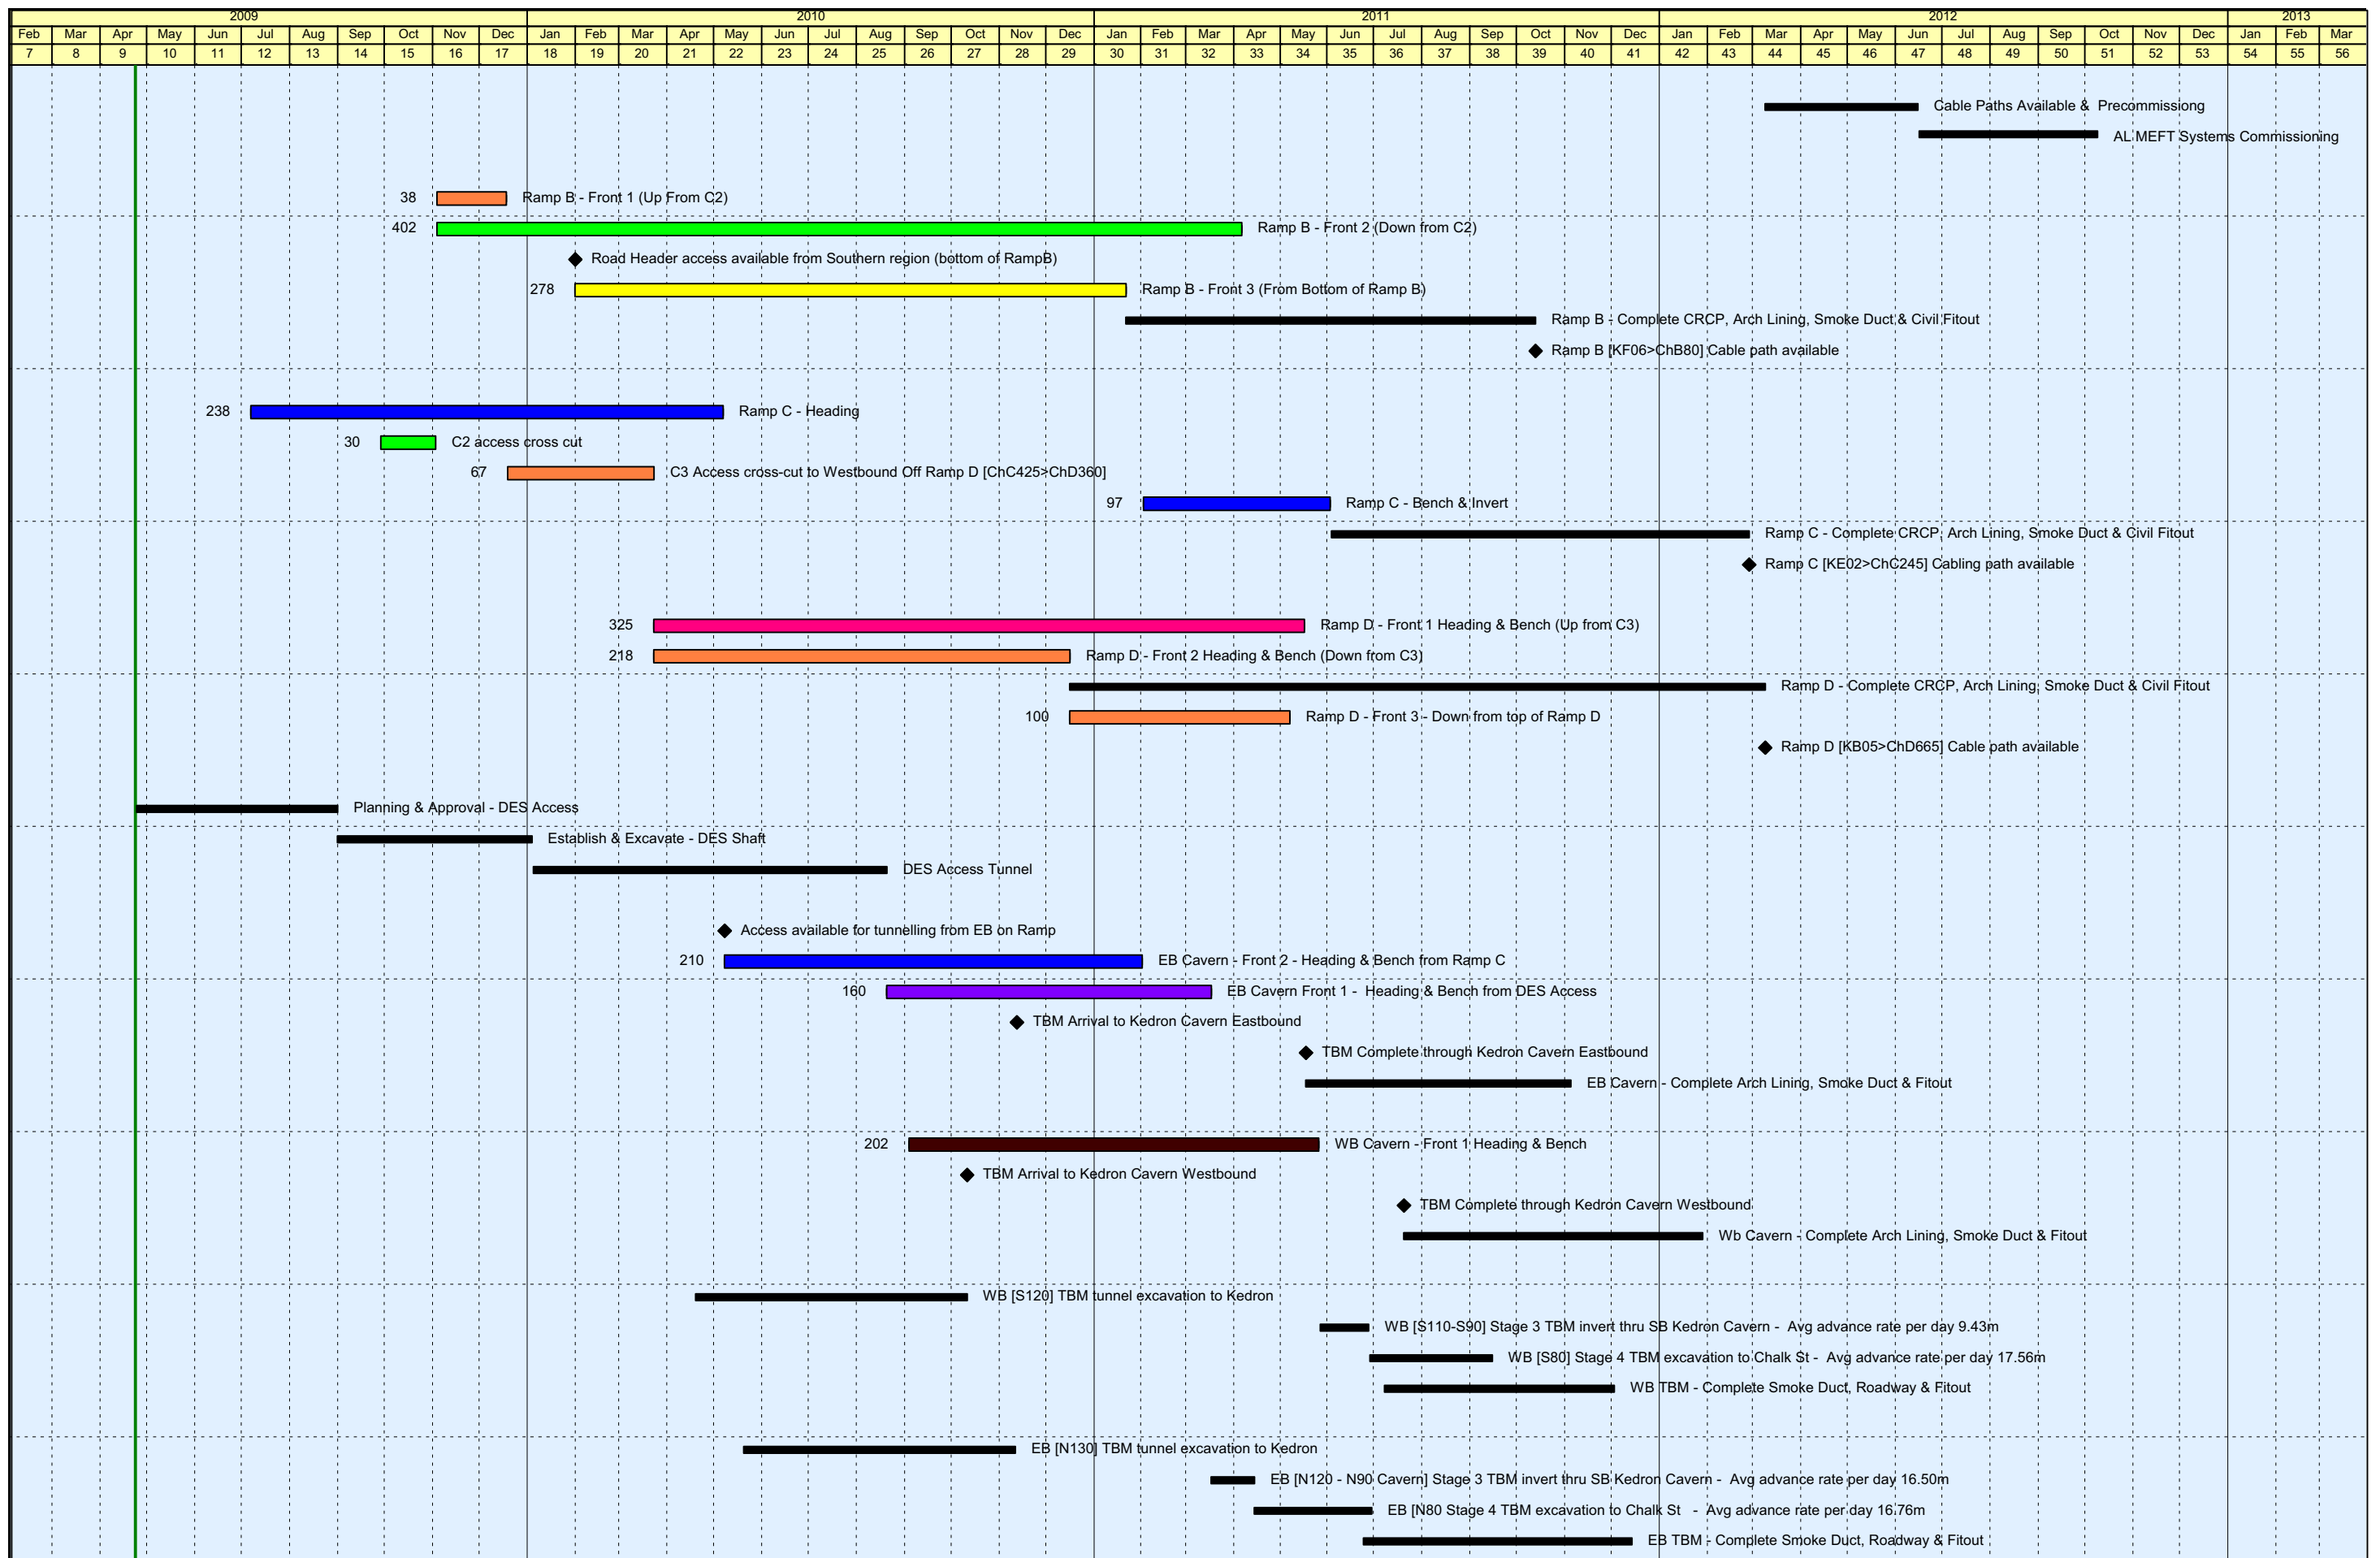 2009 2010 2011 2012 2013
Feb Mar Apr May Jun Jul Aug Sep Oct Nov Dec Jan Feb Mar Apr May Jun Jul Aug Sep Oct Nov Dec Jan Feb Mar Apr May Jun Jul Aug Sep Oct Nov Dec Jan Feb Mar Apr May Jun Jul Aug Sep Oct Nov Dec Jan Feb Mar
7 8 9 10 11 12 13 14 15 16 17 18 19 20 21 22 23 24 25 26 27 28 29 30 31 32 33 34 35 36 37 38 39 40 41 42 43 44 45 46 47 48 49 50 51 52 53 54 55 56
Cable Paths Available & Precommissiong
AL MEFT Systems Commissioning
38 Ramp B - Front 1 (Up From C2)
402 Ramp B - Front 2 (Down from C2)
Road Header access available from Southern region (bottom of RampB)
278 Ramp B - Front 3 (From Bottom of Ramp B)
Ramp B - Complete CRCP, Arch Lining, Smoke Duct & Civil Fitout
Ramp B [KF06>ChB80] Cable path available
238 Ramp C - Heading
30 C2 access cross cut
67 C3 Access cross-cut to Westbound Off Ramp D [ChC425>ChD360]
97 Ramp C - Bench & Invert
Ramp C - Complete CRCP, Arch Lining, Smoke Duct & Civil Fitout
Ramp C [KE02>ChC245] Cabling path available
325 Ramp D - Front 1 Heading & Bench (Up from C3)
218 Ramp D - Front 2 Heading & Bench (Down from C3)
Ramp D - Complete CRCP, Arch Lining, Smoke Duct & Civil Fitout
100 Ramp D - Front 3 - Down from top of Ramp D
Ramp D [KB05>ChD665] Cable path available
Planning & Approval - DES Access
Establish & Excavate - DES Shaft
DES Access Tunnel
Access available for tunnelling from EB on Ramp
210 EB Cavern - Front 2 - Heading & Bench from Ramp C
160 EB Cavern Front 1 - Heading & Bench from DES Access
TBM Arrival to Kedron Cavern Eastbound
TBM Complete through Kedron Cavern Eastbound
EB Cavern - Complete Arch Lining, Smoke Duct & Fitout
202 WB Cavern - Front 1 Heading & Bench
TBM Arrival to Kedron Cavern Westbound
TBM Complete through Kedron Cavern Westbound
Wb Cavern - Complete Arch Lining, Smoke Duct & Fitout
WB [S120] TBM tunnel excavation to Kedron
WB [S110-S90] Stage 3 TBM invert thru SB Kedron Cavern - Avg advance rate per day 9.43m
WB [S80] Stage 4 TBM excavation to Chalk St - Avg advance rate per day 17.56m
WB TBM - Complete Smoke Duct, Roadway & Fitout
EB [N130] TBM tunnel excavation to Kedron
EB [N120 - N90 Cavern] Stage 3 TBM invert thru SB Kedron Cavern - Avg advance rate per day 16.50m
EB [N80 Stage 4 TBM excavation to Chalk St - Avg advance rate per day 16.76m
EB TBM - Complete Smoke Duct, Roadway & Fitout